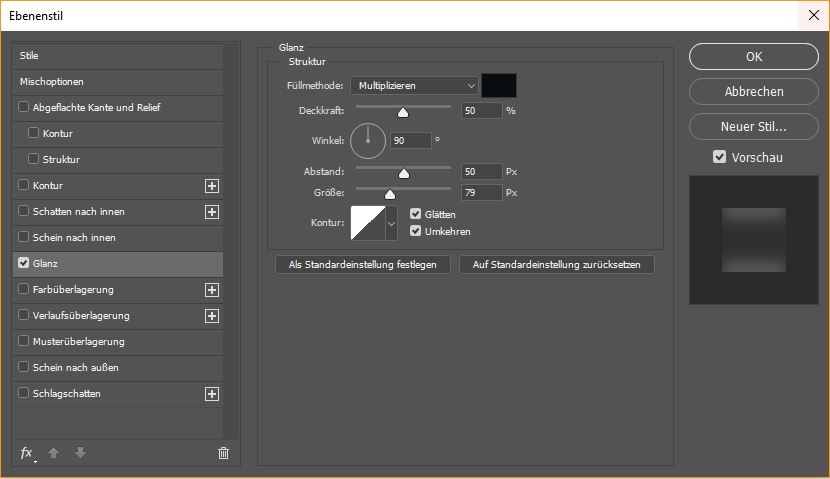 Ebenenstil
Stile
Mischoptionen
Abgeflachte Kante und Relief
Kontur
Struktur
Kontur
Schatten nach innen
Schein nach innen
Glanz
Farbüberlagerung
Verlaufsüberlagerung
Musterüberlagerung
Schein nach außen
Schlagschatten
fx
Glanz
Struktur
Füllmethode: Multiplizieren
Deckkraft: 50 %
Winkel: 90 °
Abstand: 50 Px
Größe: 79 Px
Kontur:
Glätten
Umkehren
Als Standardeinstellung festlegen
Auf Standardeinstellung zurücksetzen
OK
Abbrechen
Neuer Stil...
Vorschau